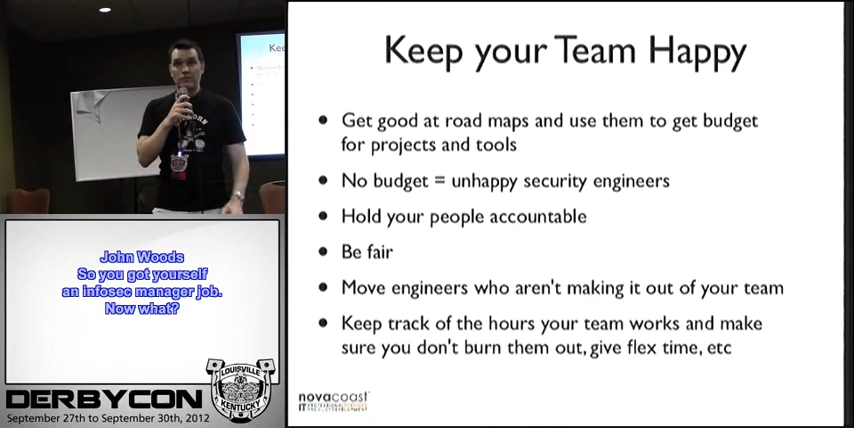 Keep your Team Happy
Get good at road maps and use them to get budget
for projects and tools
No budget = unhappy security engineers
Hold your people accountable
Be fair
Move engineers who aren't making it out of your team
Keep track of the hours your team works and make
sure you don't burn them out, give flex time, etc
novacoast
IT
John Woods
So you got yourself
an infosec manager job.
Now what?
LOUISVILLE
KENTUCKY
DERBYCON
September 27th to September 30th, 2012